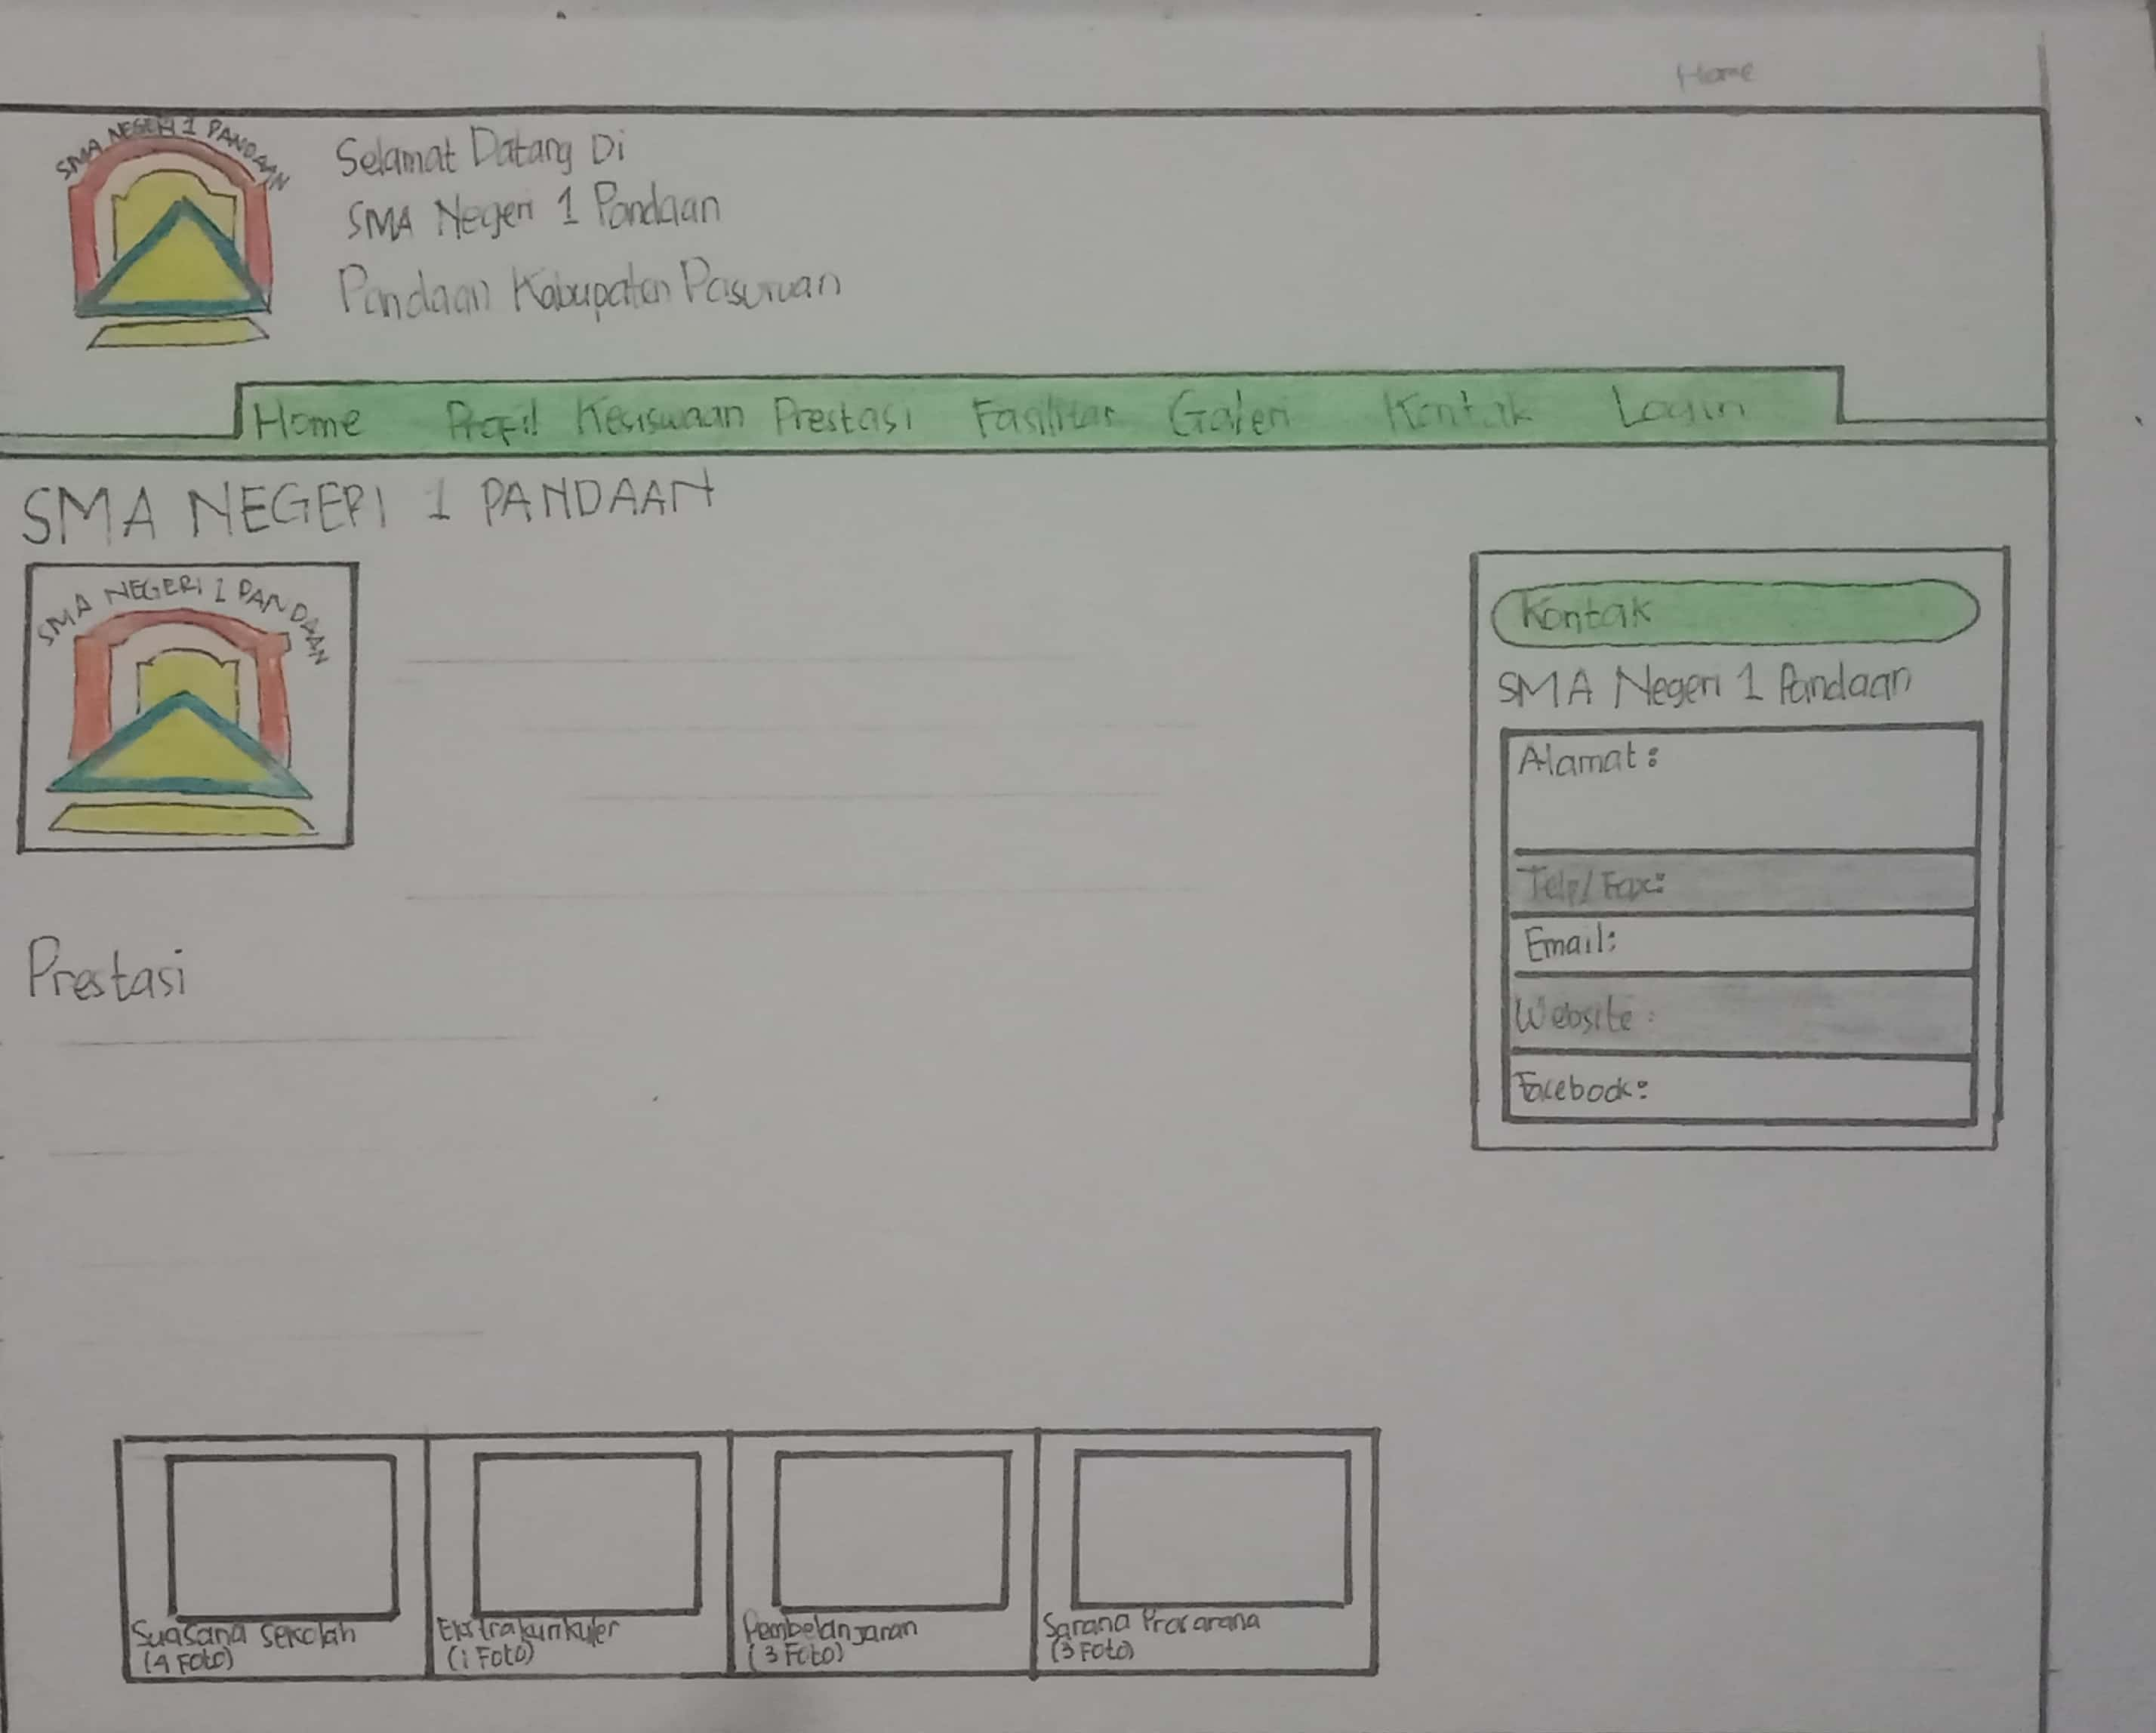 Home
SMA NEGERI 1 PANDAAN
Selamat Datang Di
SMA Negeri 1 Pandaan
Pandaan Kabupaten Pasuruan
Home Profil Kesiswaan Prestasi Fasilitas Galeri Kontak Login
SMA NEGERI 1 PANDAAN
SMA NEGERI 1 PANDAAN
Kontak
SMA Negeri 1 Pandaan
Alamat:
Telp/Fax:
Email:
Website:
Facebook:
Prestasi
Suasana Sekolah
(4 Foto)
Ekstrakurikuler
(1 Foto)
Pembelanjaran
(3 Foto)
Sarana Prasarana
(3 Foto)